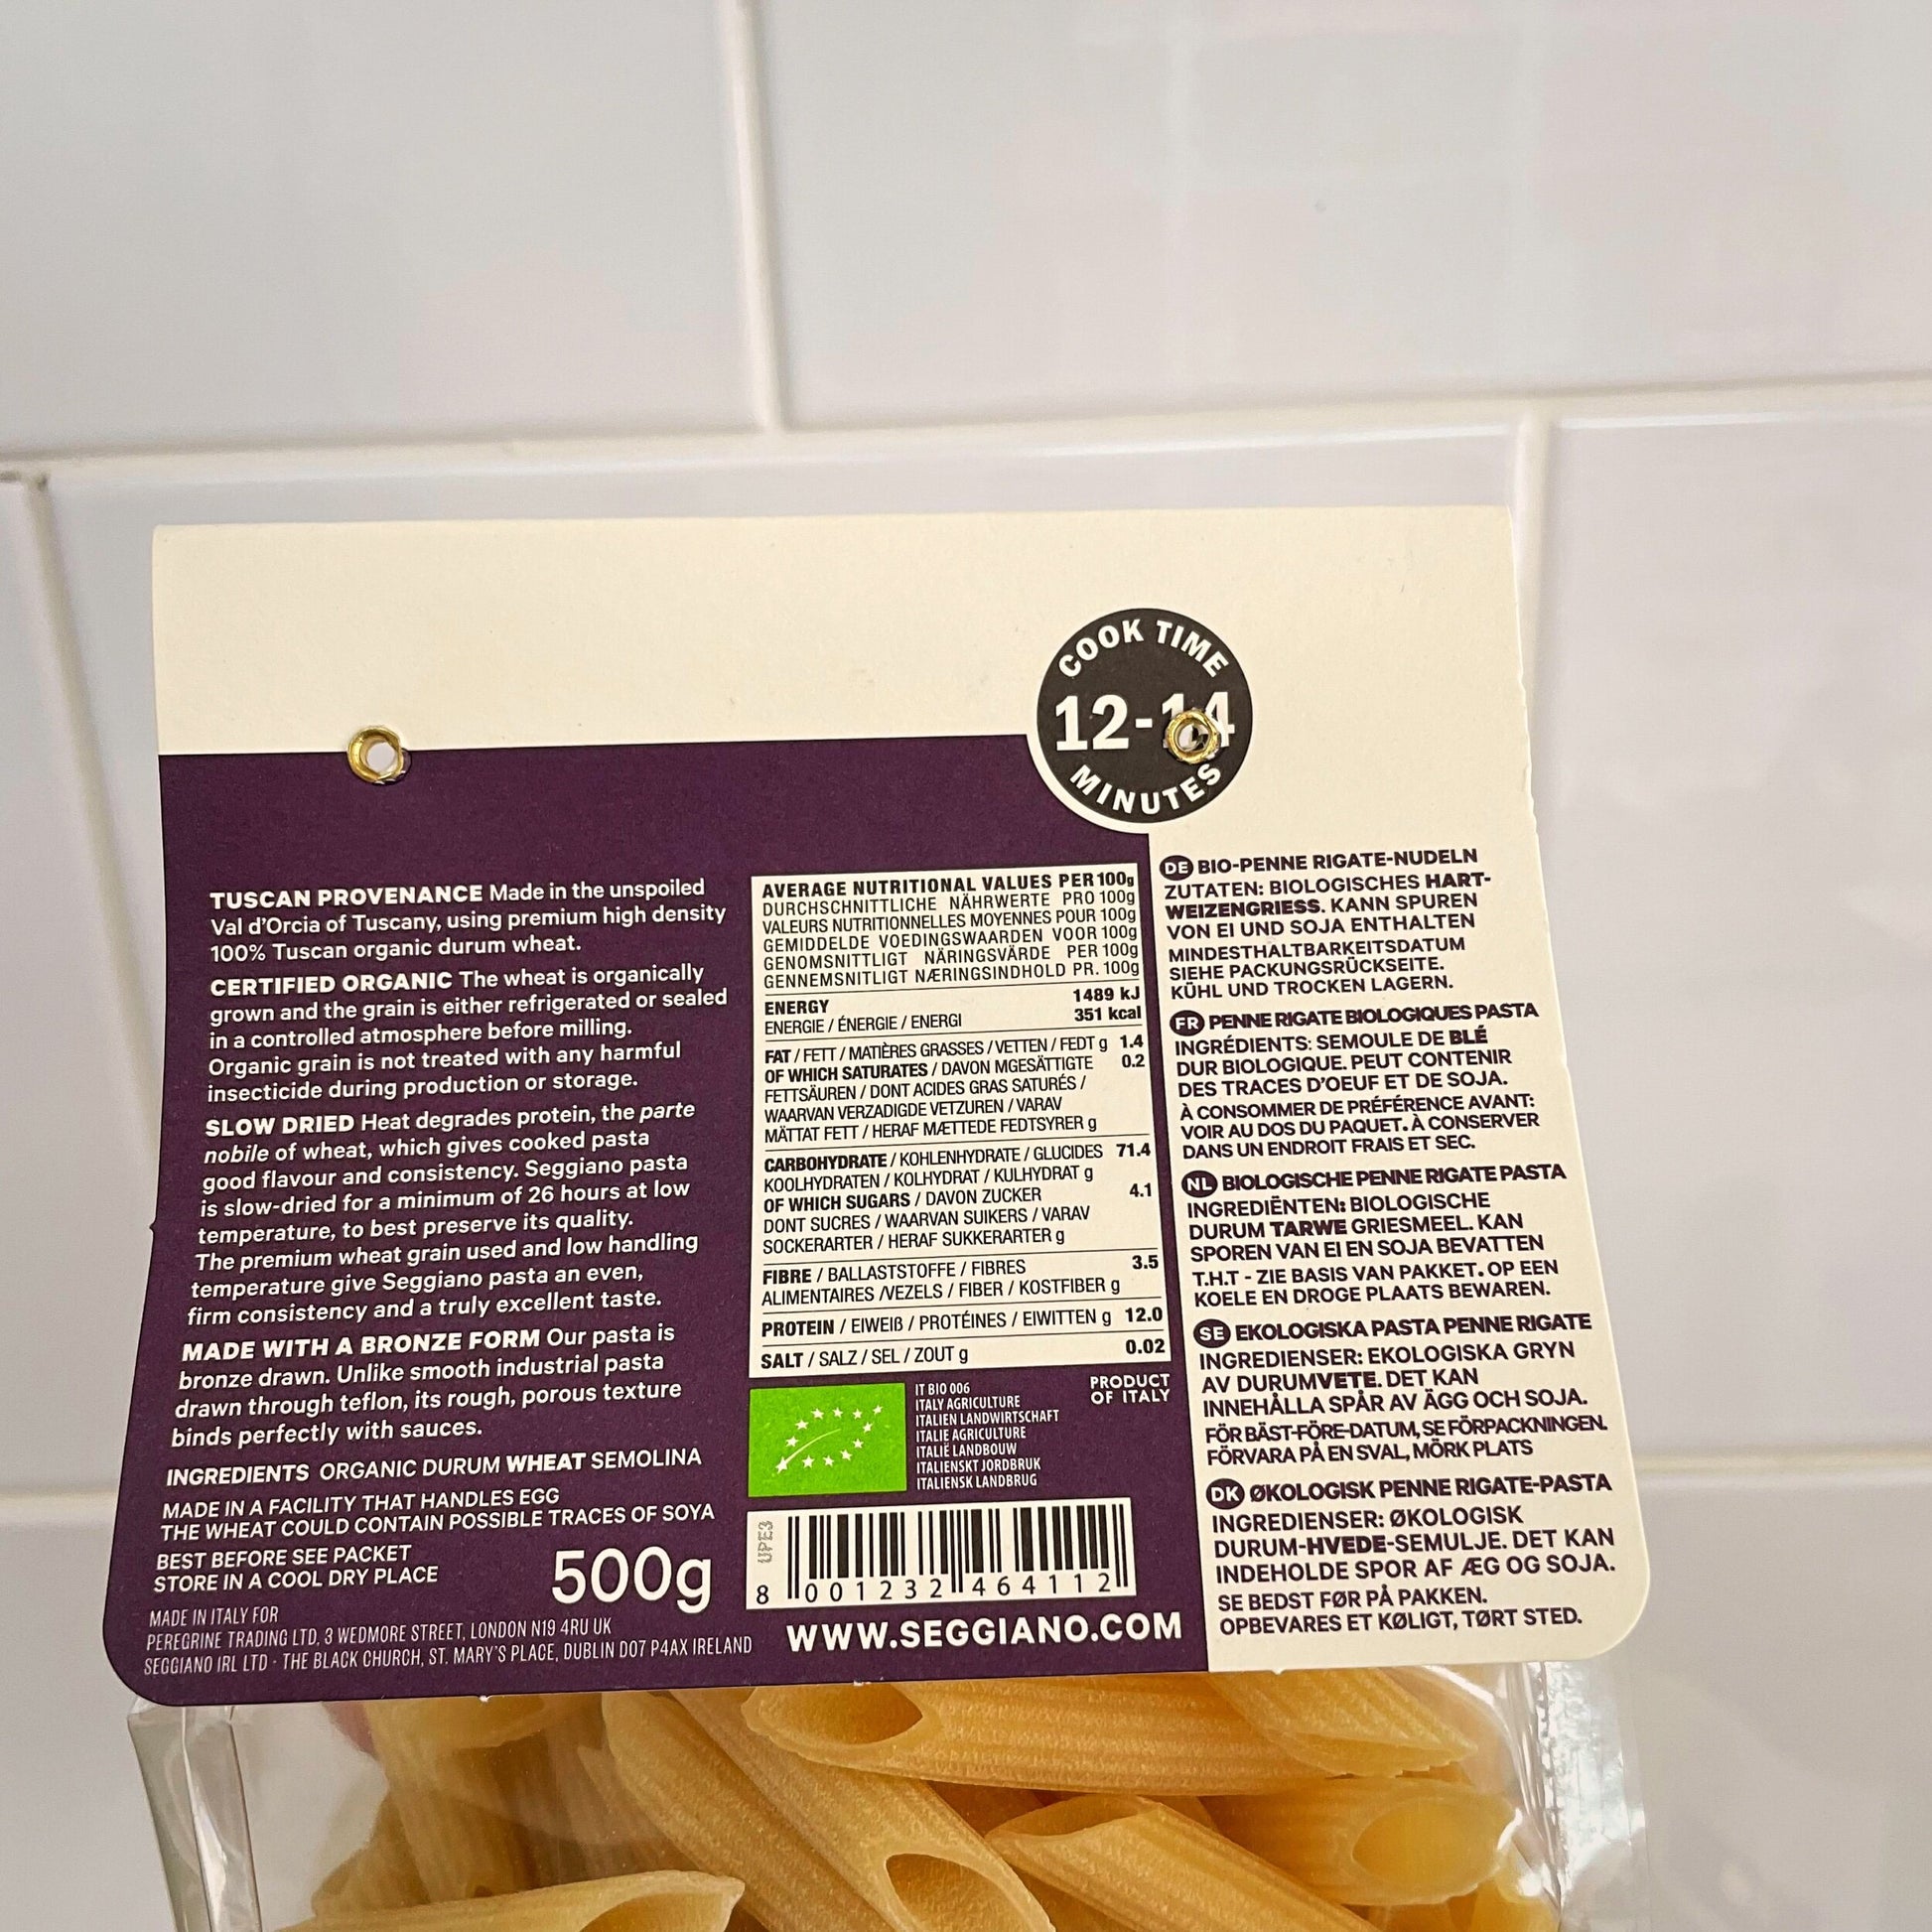 COOK TIME
12-14
MINUTES
TUSCAN PROVENANCE Made in the unspoiled
Val d'Orcia of Tuscany, using premium high density
100% Tuscan organic durum wheat.
CERTIFIED ORGANIC The wheat is organically
grown and the grain is either refrigerated or sealed
in a controlled atmosphere before milling.
Organic grain is not treated with any harmful
insecticide during production or storage.
SLOW DRIED Heat degrades protein, the parte
nobile of wheat, which gives cooked pasta
good flavour and consistency. Seggiano pasta
is slow-dried for a minimum of 26 hours at low
temperature, to best preserve its quality.
The premium wheat grain used and low handling
temperature give Seggiano pasta an even,
firm consistency and a truly excellent taste.
MADE WITH A BRONZE FORM Our pasta is
bronze drawn. Unlike smooth industrial pasta
drawn through teflon, its rough, porous texture
binds perfectly with sauces.
INGREDIENTS ORGANIC DURUM WHEAT SEMOLINA
MADE IN A FACILITY THAT HANDLES EGG
THE WHEAT COULD CONTAIN POSSIBLE TRACES OF SOYA
BEST BEFORE SEE PACKET
STORE IN A COOL DRY PLACE
500g
MADE IN ITALY FOR
PEREGRINE TRADING LTD, 3 WEDMORE STREET, LONDON N19 4RU UK
SEGGIANO IRL LTD · THE BLACK CHURCH, ST. MARY'S PLACE, DUBLIN D07 P4AX IRELAND
AVERAGE NUTRITIONAL VALUES PER 100g
DURCHSCHNITTLICHE NÄHRWERTE PRO 100g
VALEURS NUTRITIONNELLES MOYENNES POUR 100g
GEMIDDELDE VOEDINGSWAARDEN VOOR 100g
GENOMSNITTLIGT NÄRINGSVÄRDE PER 100g
GENNEMSNITLIGT NÆRINGSINDHOLD PR. 100g
ENERGY 1489 kJ
ENERGIE / ÉNERGIE / ENERGI 351 kcal
FAT / FETT / MATIÈRES GRASSES / VETTEN / FEDT g 1.4
OF WHICH SATURATES / DAVON MGESÄTTIGTE 0.2
FETTSÄUREN / DONT ACIDES GRAS SATURÉS /
WAARVAN VERZADIGDE VETZUREN / VARAV
MÄTTAT FETT / HERAF MÆTTEDE FEDTSYRER g
CARBOHYDRATE / KOHLENHYDRATE / GLUCIDES 71.4
KOOLHYDRATEN / KOLHYDRAT / KULHYDRAT g
OF WHICH SUGARS / DAVON ZUCKER 4.1
DONT SUCRES / WAARVAN SUIKERS / VARAV
SOCKERARTER / HERAF SUKKERARTER g
FIBRE / BALLASTSTOFFE / FIBRES 3.5
ALIMENTAIRES /VEZELS / FIBER / KOSTFIBER g
PROTEIN / EIWEIß / PROTÉINES / EIWITTEN g 12.0
SALT / SALZ / SEL / ZOUT g 0.02
IT BIO 006
ITALY AGRICULTURE
ITALIEN LANDWIRTSCHAFT
ITALIE AGRICULTURE
ITALIË LANDBOUW
ITALIENSKT JORDBRUK
ITALIENSK LANDBRUG
PRODUCT
OF ITALY
UPE3
8 001232 464112
WWW.SEGGIANO.COM
DE BIO-PENNE RIGATE-NUDELN
ZUTATEN: BIOLOGISCHES HART-
WEIZENGRIESS. KANN SPUREN
VON EI UND SOJA ENTHALTEN
MINDESTHALTBARKEITSDATUM
SIEHE PACKUNGSRÜCKSEITE.
KÜHL UND TROCKEN LAGERN.
FR PENNE RIGATE BIOLOGIQUES PASTA
INGRÉDIENTS: SEMOULE DE BLÉ
DUR BIOLOGIQUE. PEUT CONTENIR
DES TRACES D'OEUF ET DE SOJA.
À CONSOMMER DE PRÉFÉRENCE AVANT:
VOIR AU DOS DU PAQUET. À CONSERVER
DANS UN ENDROIT FRAIS ET SEC.
NL BIOLOGISCHE PENNE RIGATE PASTA
INGREDIËNTEN: BIOLOGISCHE
DURUM TARWE GRIESMEEL. KAN
SPOREN VAN EI EN SOJA BEVATTEN
T.H.T - ZIE BASIS VAN PAKKET. OP EEN
KOELE EN DROGE PLAATS BEWAREN.
SE EKOLOGISKA PASTA PENNE RIGATE
INGREDIENSER: EKOLOGISKA GRYN
AV DURUMVETE. DET KAN
INNEHÅLLA SPÅR AV ÄGG OCH SOJA.
FÖR BÄST-FÖRE-DATUM, SE FÖRPACKNINGEN.
FÖRVARA PÅ EN SVAL, MÖRK PLATS
DK ØKOLOGISK PENNE RIGATE-PASTA
INGREDIENSER: ØKOLOGISK
DURUM-HVEDE-SEMULJE. DET KAN
INDEHOLDE SPOR AF ÆG OG SOJA.
SE BEDST FØR PÅ PAKKEN.
OPBEVARES ET KØLIGT, TØRT STED.